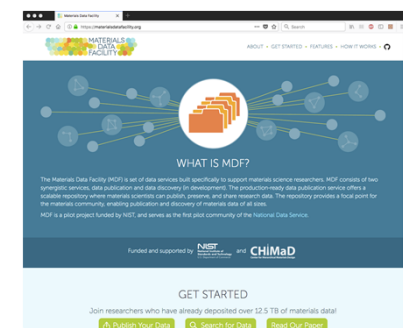 https://materialsdatafacility.org
Search
MATERIALS
DATA
FACILITY
ABOUT • GET STARTED • FEATURES • HOW IT WORKS •
WHAT IS MDF?
The Materials Data Facility (MDF) is set of data services built specifically to support materials science researchers. MDF consists of two
synergistic services, data publication and data discovery (in development). The production-ready data publication service offers a
scalable repository where materials scientists can publish, preserve, and share research data. The repository provides a focal point for
the materials community, enabling publication and discovery of materials data of all sizes.
MDF is a pilot project funded by NIST, and serves as the first pilot community of the National Data Service.
Funded and supported by NIST and CHiMaD
GET STARTED
Join researchers who have already deposited over 12.5 TB of materials data!
Publish Your Data Search for Data Read Our Paper